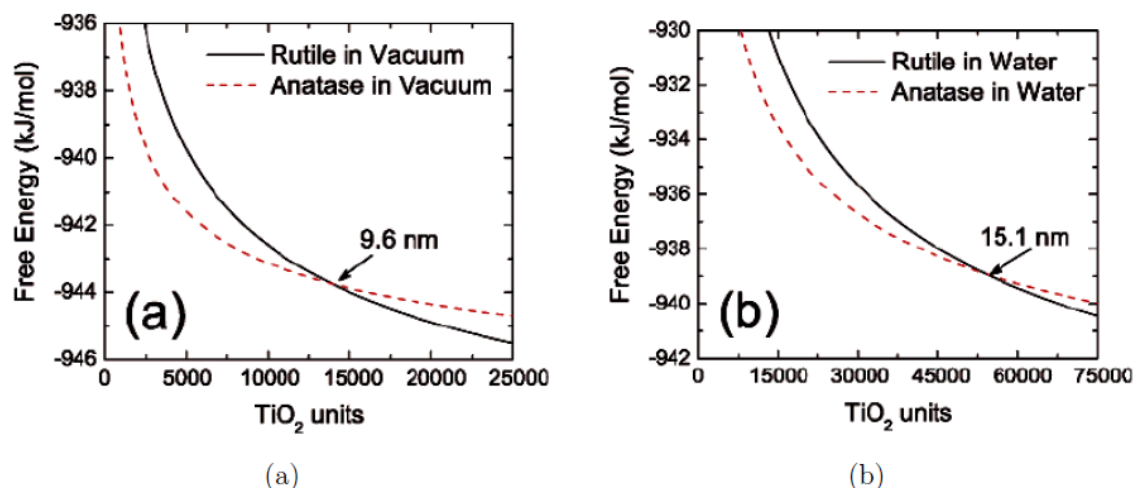 -936
-938
-940
-942
-944
-946
Free Energy (kJ/mol)
Rutile in Vacuum
Anatase in Vacuum
9.6 nm
(a)
0 5000 10000 15000 20000 25000
TiO₂ units
(a)
-930
-932
-934
-936
-938
-940
-942
Free Energy (kJ/mol)
Rutile in Water
Anatase in Water
15.1 nm
(b)
0 15000 30000 45000 60000 75000
TiO₂ units
(b)